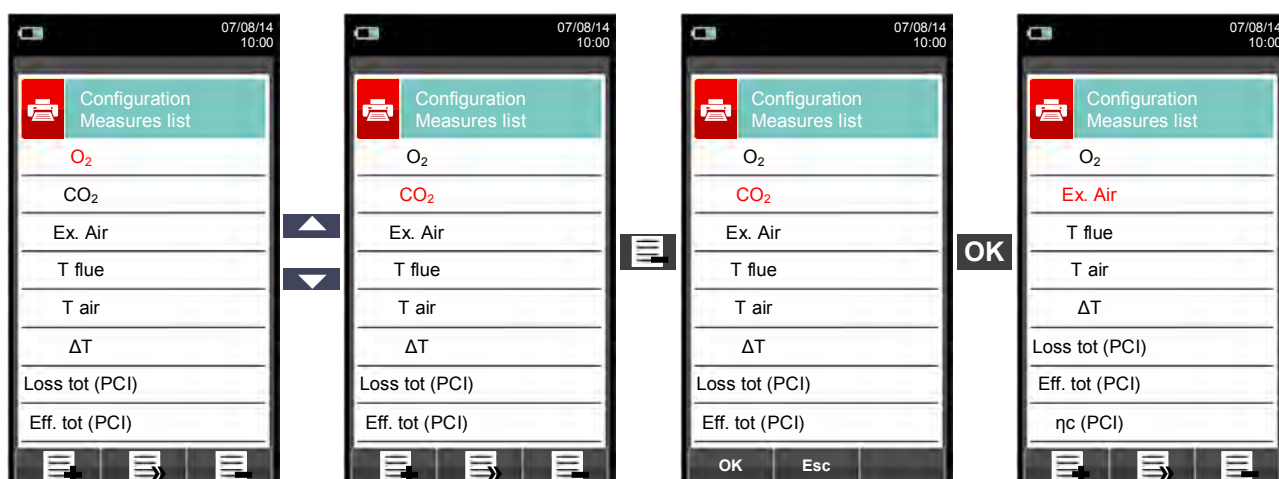 07/08/14
10:00
Configuration
Measures list
O₂
CO₂
Ex. Air
T flue
T air
ΔT
Loss tot (PCI)
Eff. tot (PCI)
07/08/14
10:00
Configuration
Measures list
O₂
CO₂
Ex. Air
T flue
T air
ΔT
Loss tot (PCI)
Eff. tot (PCI)
07/08/14
10:00
Configuration
Measures list
O₂
CO₂
Ex. Air
T flue
T air
ΔT
Loss tot (PCI)
Eff. tot (PCI)
OK Esc
OK
07/08/14
10:00
Configuration
Measures list
O₂
Ex. Air
T flue
T air
ΔT
Loss tot (PCI)
Eff. tot (PCI)
ηc (PCI)